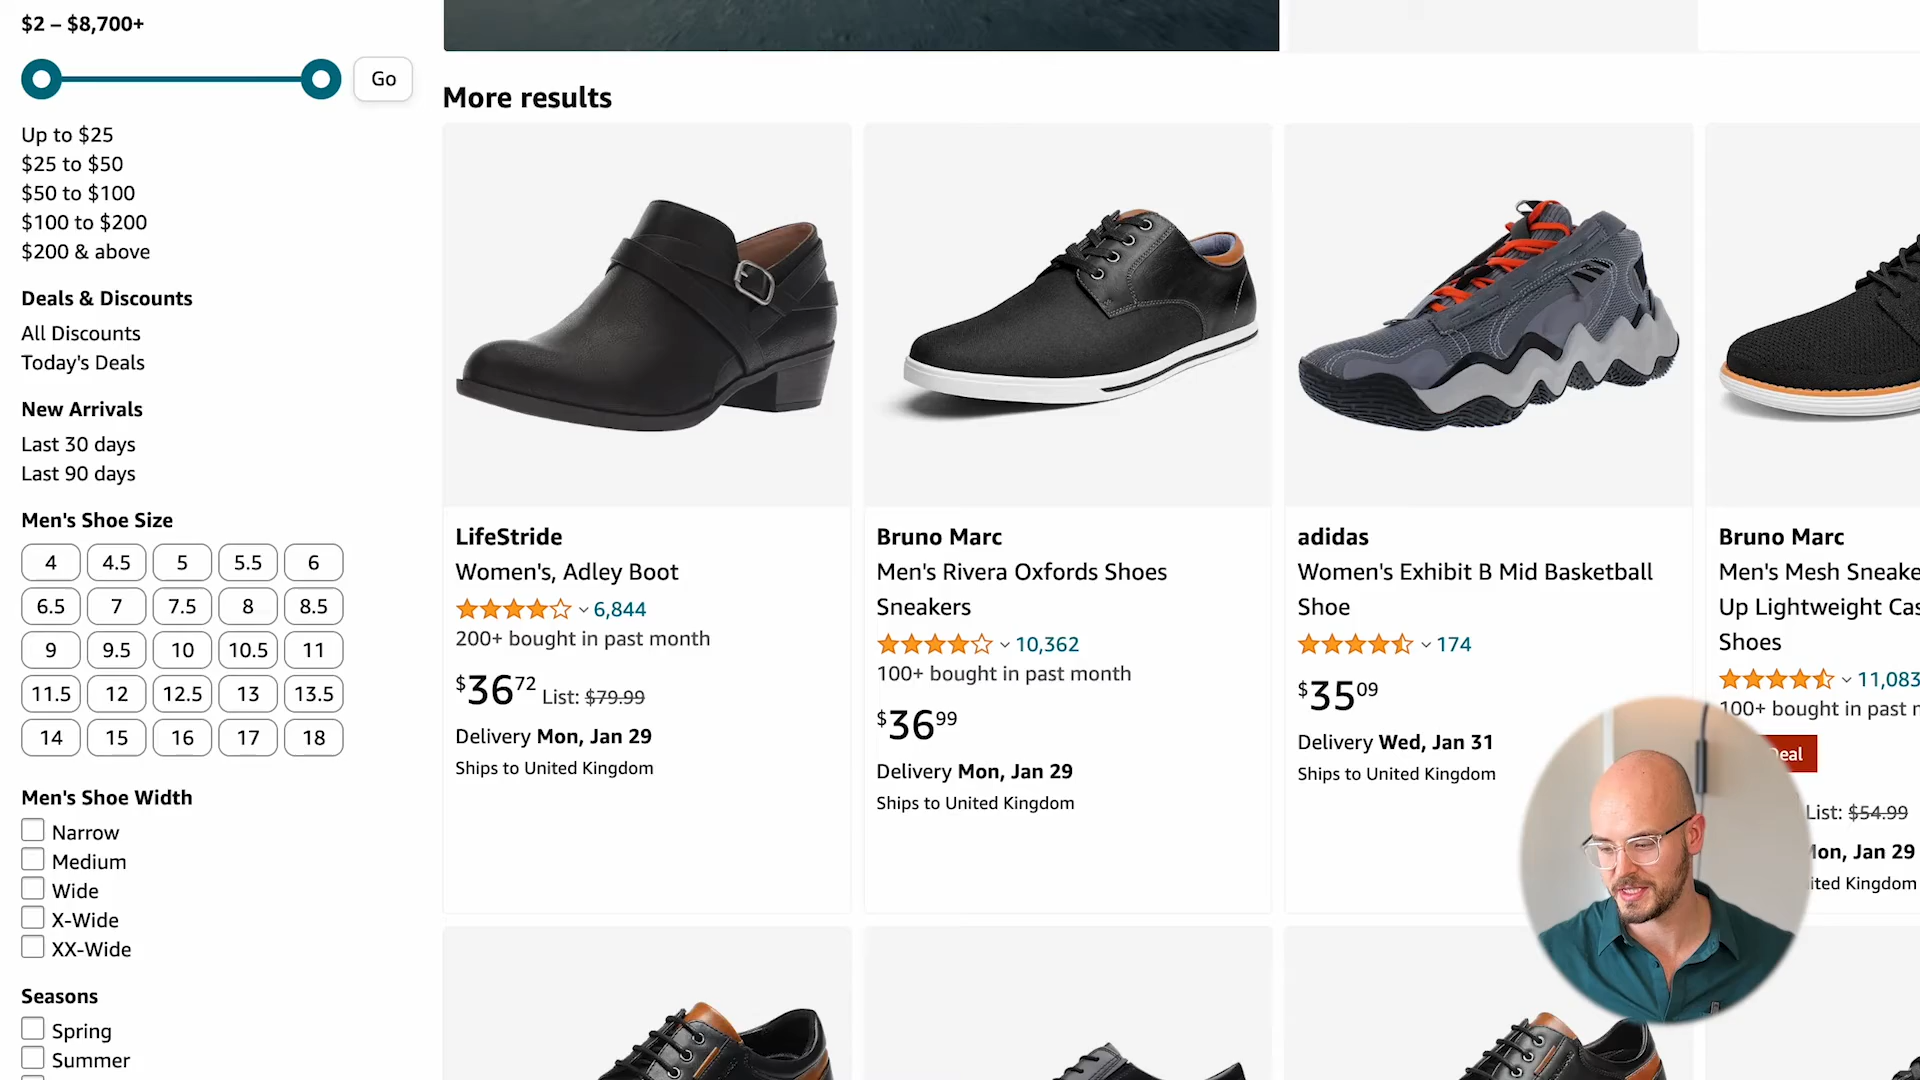 $2 – $8,700+
Go
Up to $25
$25 to $50
$50 to $100
$100 to $200
$200 & above
Deals & Discounts
All Discounts
Today's Deals
New Arrivals
Last 30 days
Last 90 days
Men's Shoe Size
4 4.5 5 5.5 6
6.5 7 7.5 8 8.5
9 9.5 10 10.5 11
11.5 12 12.5 13 13.5
14 15 16 17 18
Men's Shoe Width
Narrow
Medium
Wide
X-Wide
XX-Wide
Seasons
Spring
Summer
More results
LifeStride
Women's, Adley Boot
6,844
200+ bought in past month
$36.72 List: $79.99
Delivery Mon, Jan 29
Ships to United Kingdom
Bruno Marc
Men's Rivera Oxfords Shoes
Sneakers
10,362
100+ bought in past month
$36.99
Delivery Mon, Jan 29
Ships to United Kingdom
adidas
Women's Exhibit B Mid Basketball
Shoe
174
$35.09
Delivery Wed, Jan 31
Ships to United Kingdom
Bruno Marc
Men's Mesh
Up Lightweight
Shoes
11,083
100+ bought in past
List: $54.99
Jan 29
Kingdom